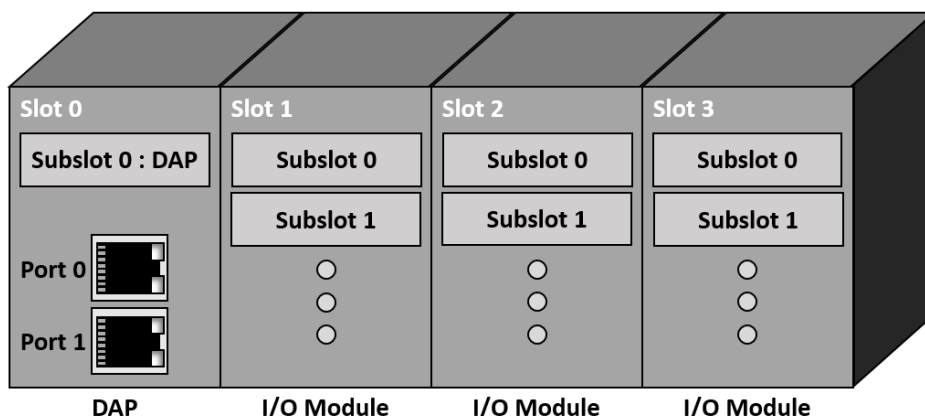 Slot 0
Subslot 0 : DAP
Port 0
Port 1
DAP
Slot 1
Subslot 0
Subslot 1
I/O Module
Slot 2
Subslot 0
Subslot 1
I/O Module
Slot 3
Subslot 0
Subslot 1
I/O Module